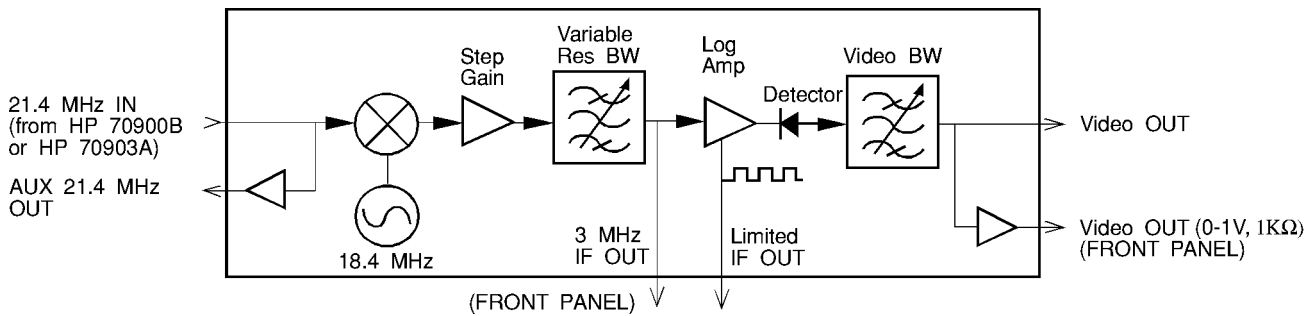 Variable
Res BW
Step
Gain
Log
Amp
Video BW
Detector
21.4 MHz IN
(from HP 70900B
or HP 70903A)
Video OUT
AUX 21.4 MHz
OUT
18.4 MHz
3 MHz
IF OUT
Limited
IF OUT
Video OUT (0-1V, 1KΩ)
(FRONT PANEL)
(FRONT PANEL)